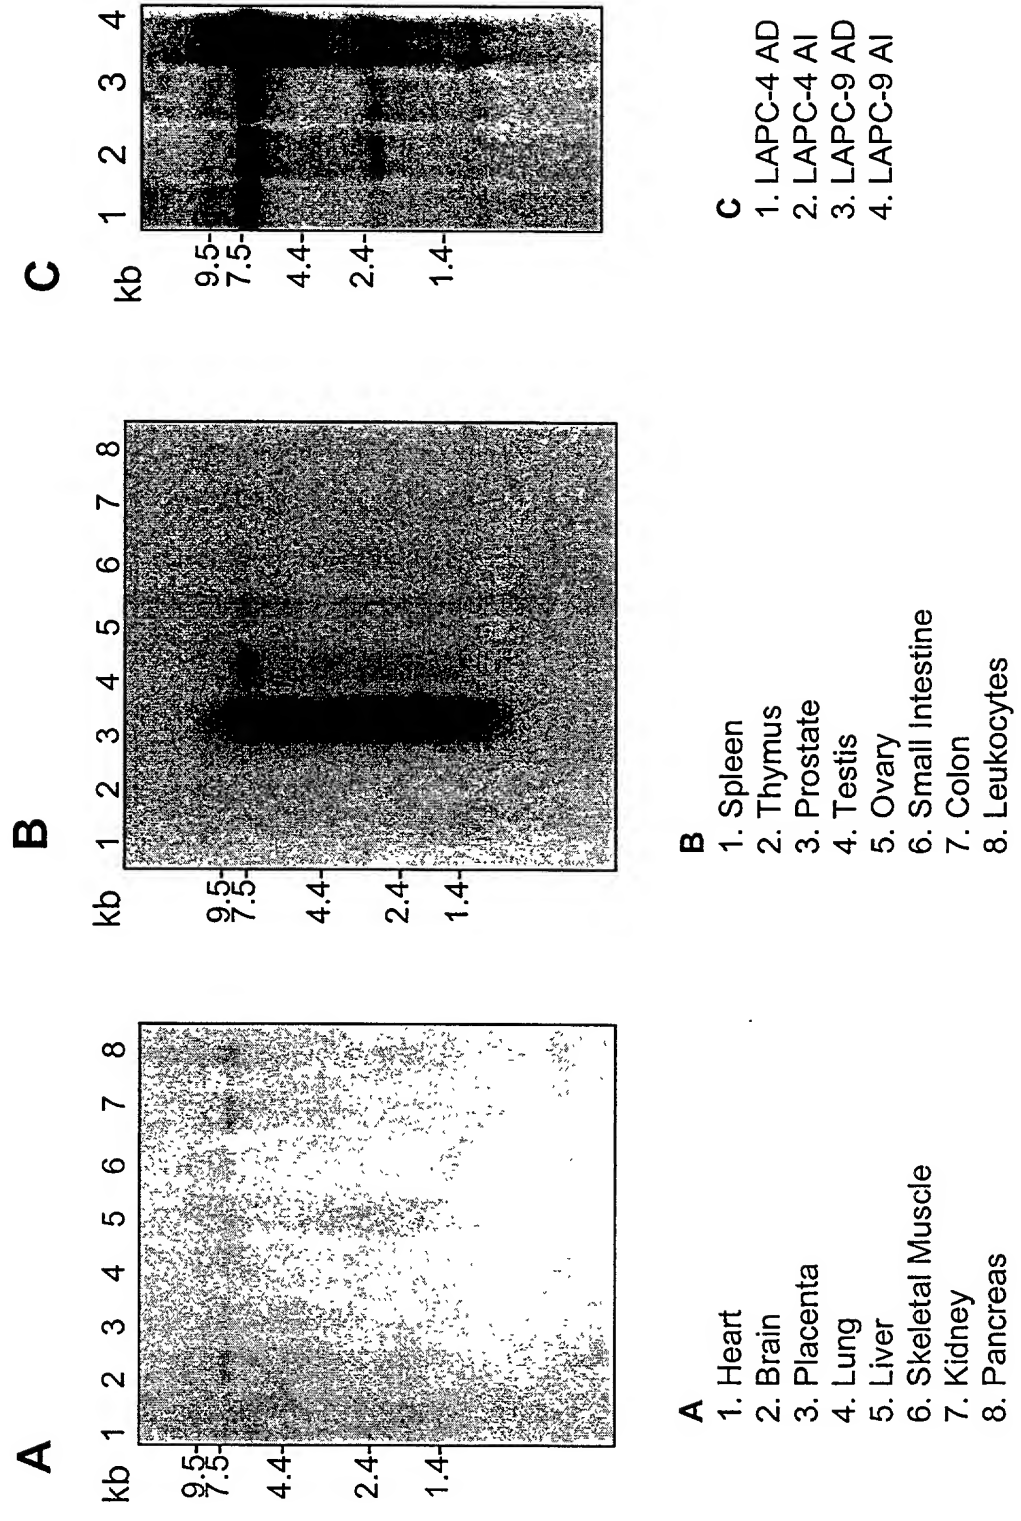 A
kb
1 2 3 4 5 6 7 8
9.5
7.5
4.4
2.4
1.4
A
1. Heart
2. Brain
3. Placenta
4. Lung
5. Liver
6. Skeletal Muscle
7. Kidney
8. Pancreas
B
kb
1 2 3 4 5 6 7 8
9.5
7.5
4.4
2.4
1.4
B
1. Spleen
2. Thymus
3. Prostate
4. Testis
5. Ovary
6. Small Intestine
7. Colon
8. Leukocytes
C
kb
1 2 3 4
9.5
7.5
4.4
2.4
1.4
C
1. LAPC-4 AD
2. LAPC-4 AI
3. LAPC-9 AD
4. LAPC-9 AI